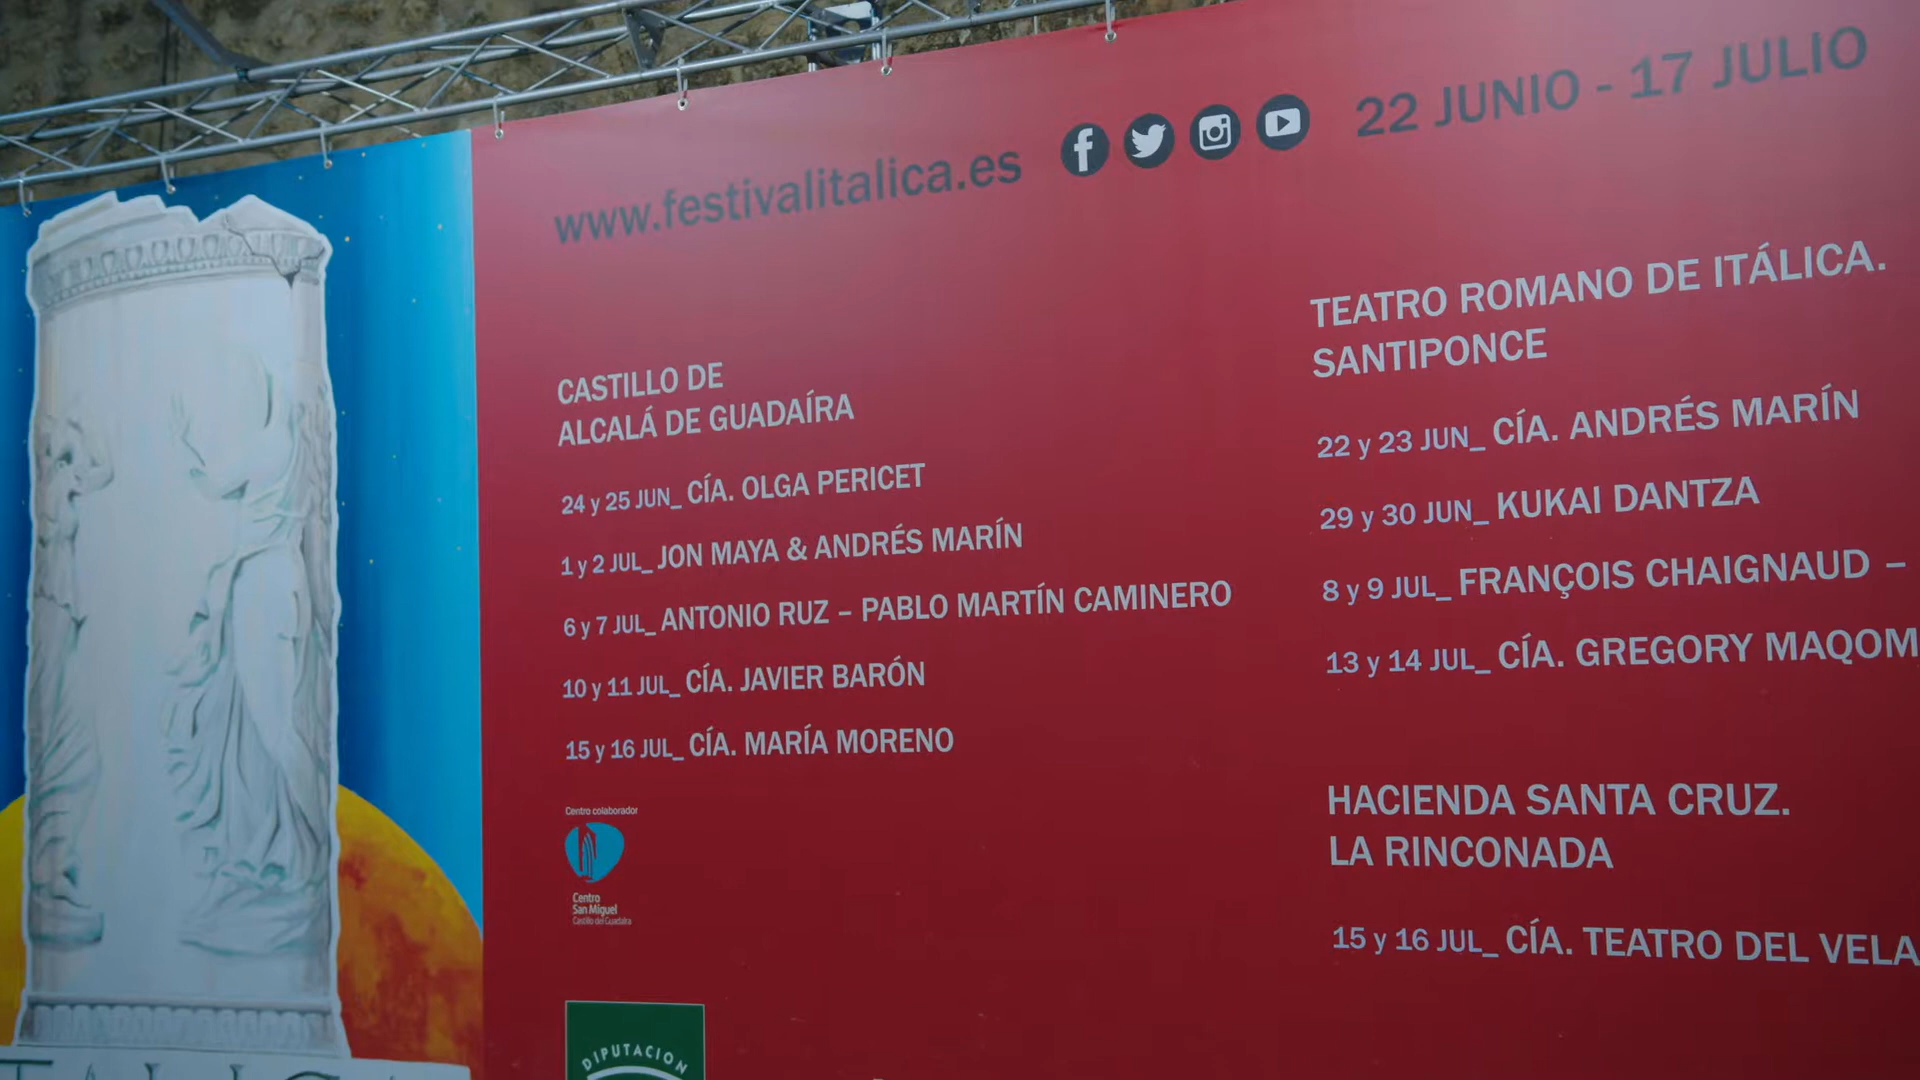 www.festivalitalica.es
22 JUNIO - 17 JULIO
CASTILLO DE
ALCALÁ DE GUADAÍRA
24 y 25 JUN_ CÍA. OLGA PERICET
1 y 2 JUL_ JON MAYA & ANDRÉS MARÍN
6 y 7 JUL_ ANTONIO RUZ – PABLO MARTÍN CAMINERO
10 y 11 JUL_ CÍA. JAVIER BARÓN
15 y 16 JUL_ CÍA. MARÍA MORENO
Centro colaborador
Centro
San Miguel
Castillo del Guadaíra
DIPUTACION
TEATRO ROMANO DE ITÁLICA.
SANTIPONCE
22 y 23 JUN_ CÍA. ANDRÉS MARÍN
29 y 30 JUN_ KUKAI DANTZA
8 y 9 JUL_ FRANÇOIS CHAIGNAUD –
13 y 14 JUL_ CÍA. GREGORY MAQOM
HACIENDA SANTA CRUZ.
LA RINCONADA
15 y 16 JUL_ CÍA. TEATRO DEL VELA